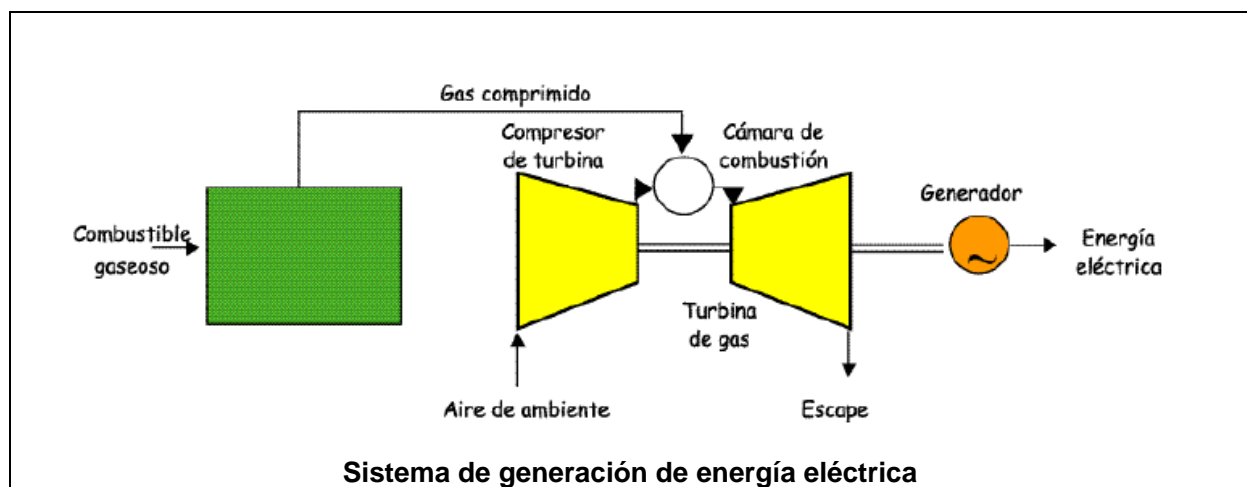 Gas comprimido
Compresor
de turbina
Cámara de
combustión
Generador
Combustible
gaseoso
Energía
eléctrica
Turbina
de gas
Aire de ambiente
Escape
Sistema de generación de energía eléctrica